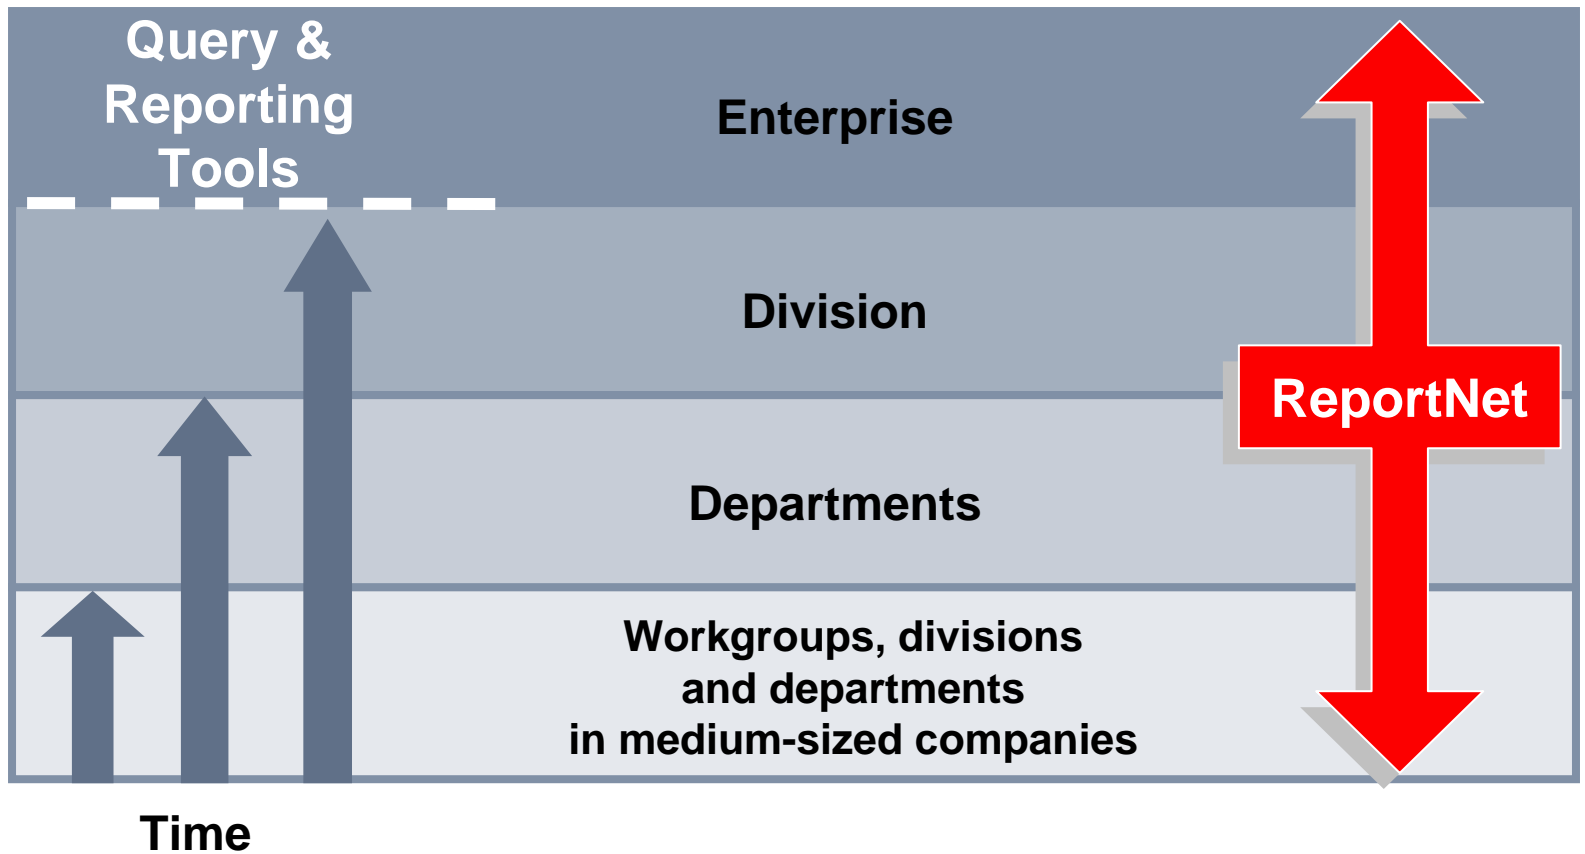 Query &
Reporting
Tools
Enterprise
Division
ReportNet
Departments
Workgroups, divisions
and departments
in medium-sized companies
Time